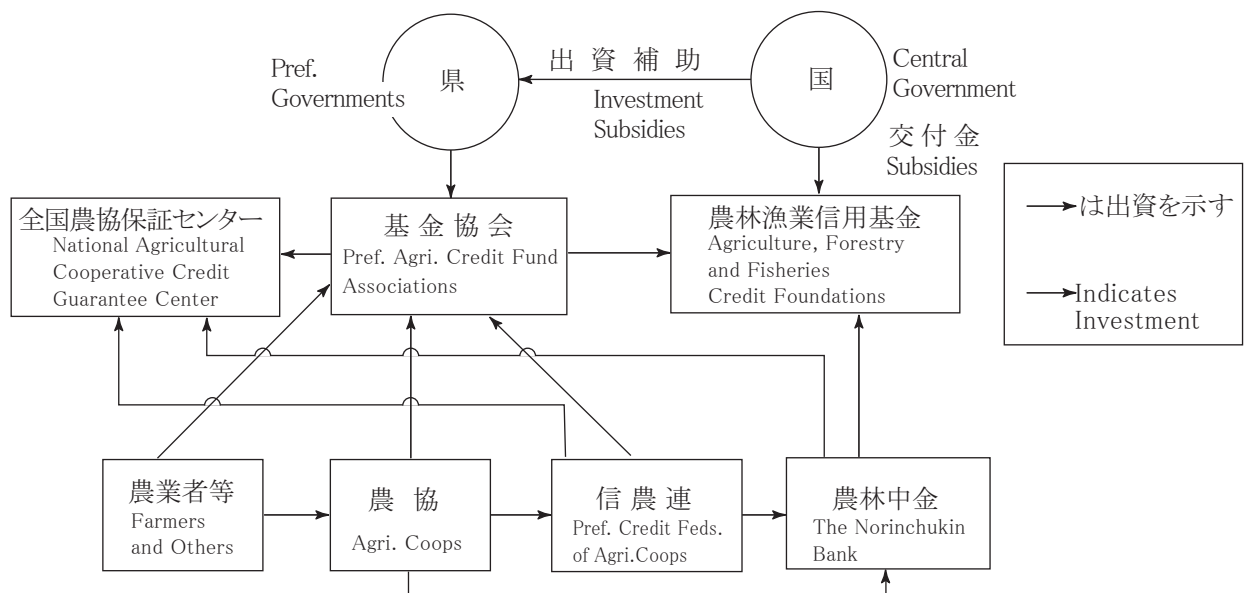 Pref.
Governments
県
出資補助
Investment
Subsidies
国
Central
Government
交付金
Subsidies
全国農協保証センター
National Agricultural
Cooperative Credit
Guarantee Center
基金協会
Pref. Agri. Credit Fund
Associations
農林漁業信用基金
Agriculture, Forestry
and Fisheries
Credit Foundations
は出資を示す
Indicates
Investment
農業者等
Farmers
and Others
農協
Agri. Coops
信農連
Pref. Credit Feds.
of Agri.Coops
農林中金
The Norinchukin
Bank